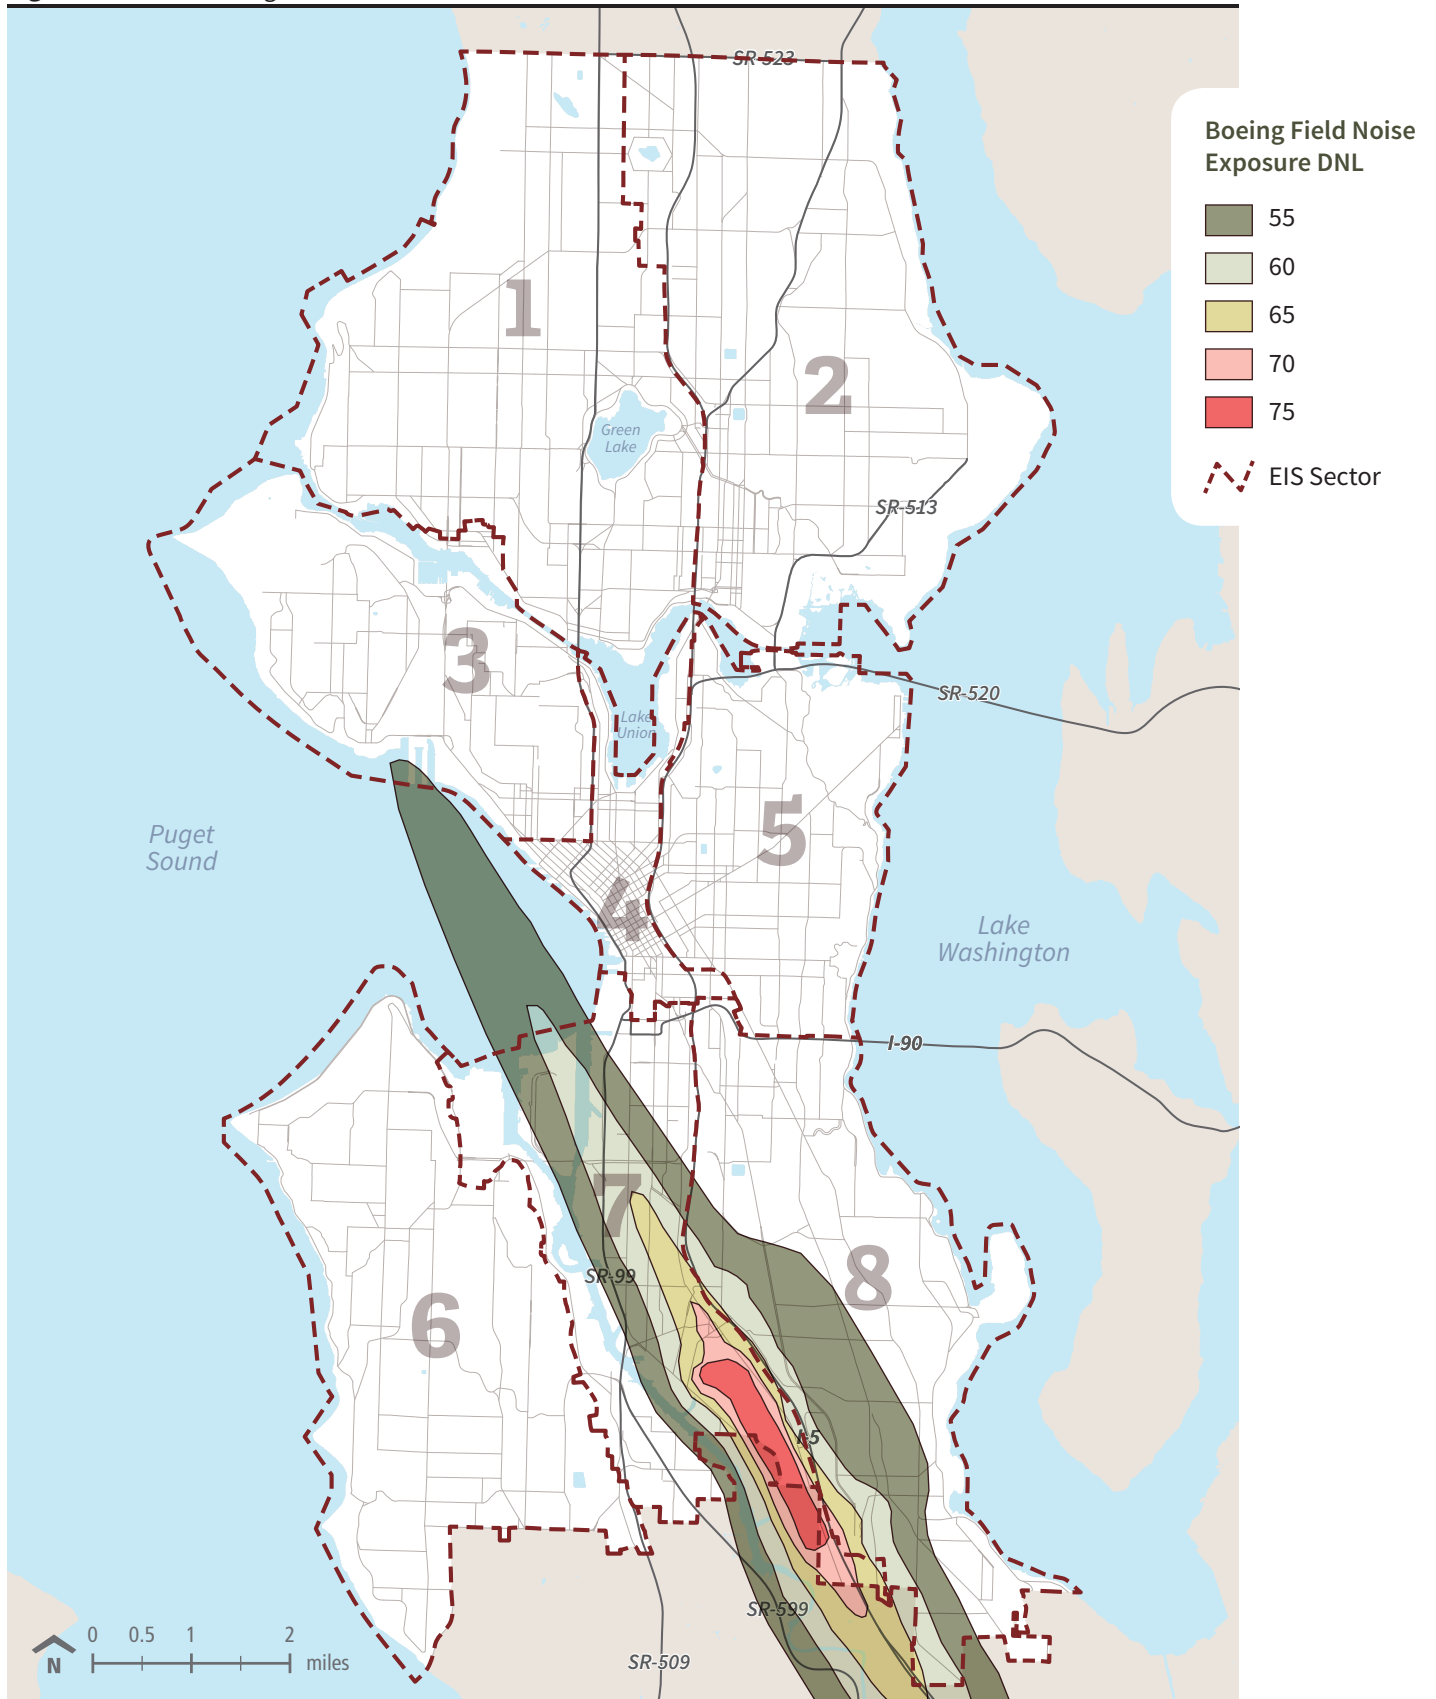 SR-523
Boeing Field Noise
Exposure DNL
55
60
65
70
75
EIS Sector
1
2
Green
Lake
SR-513
3
SR-520
Lake
Union
Puget
Sound
5
4
Lake
Washington
I-90
7
SR-99
8
6
I-5
SR-599
SR-509
N
0 0.5 1 2
miles